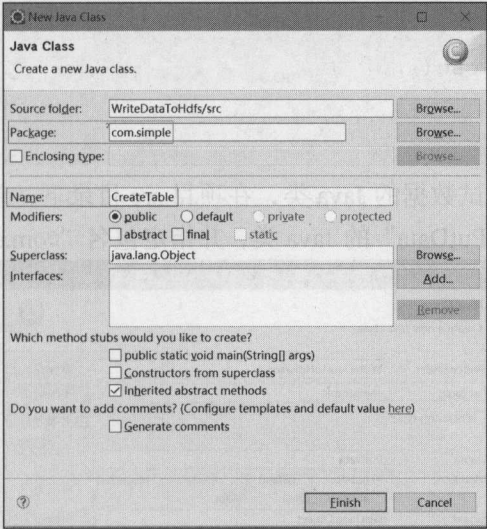 New Java Class
Java Class
Create a new Java class.
Source folder: WriteDataToHdfs/src Browse...
Package: com.simple Browse...
Enclosing type: Browse...
Name: CreateTable
Modifiers: public default private protected
abstract final static
Superclass: java.lang.Object Browse...
Interfaces: Add...
Remove
Which method stubs would you like to create?
public static void main(String[] args)
Constructors from superclass
Inherited abstract methods
Do you want to add comments? (Configure templates and default value here)
Generate comments
Finish Cancel